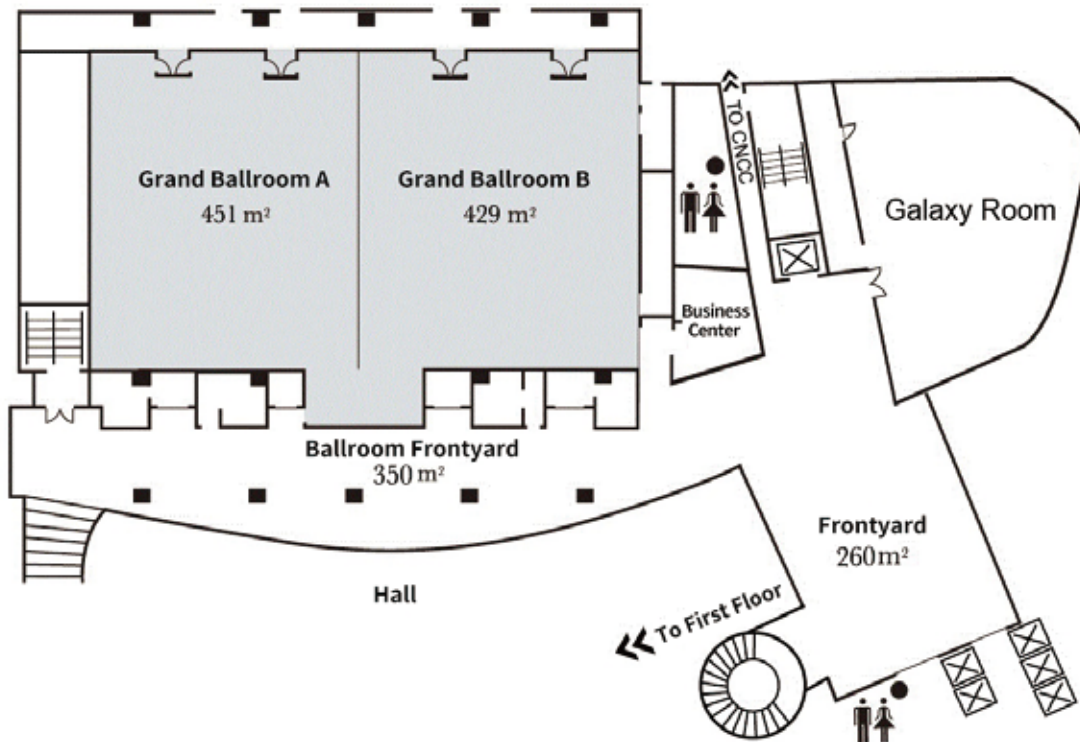 TO CNCC
Grand Ballroom A
451 m²
Grand Ballroom B
429 m²
Galaxy Room
Business
Center
Ballroom Frontyard
350 m²
Frontyard
260m²
Hall
To First Floor